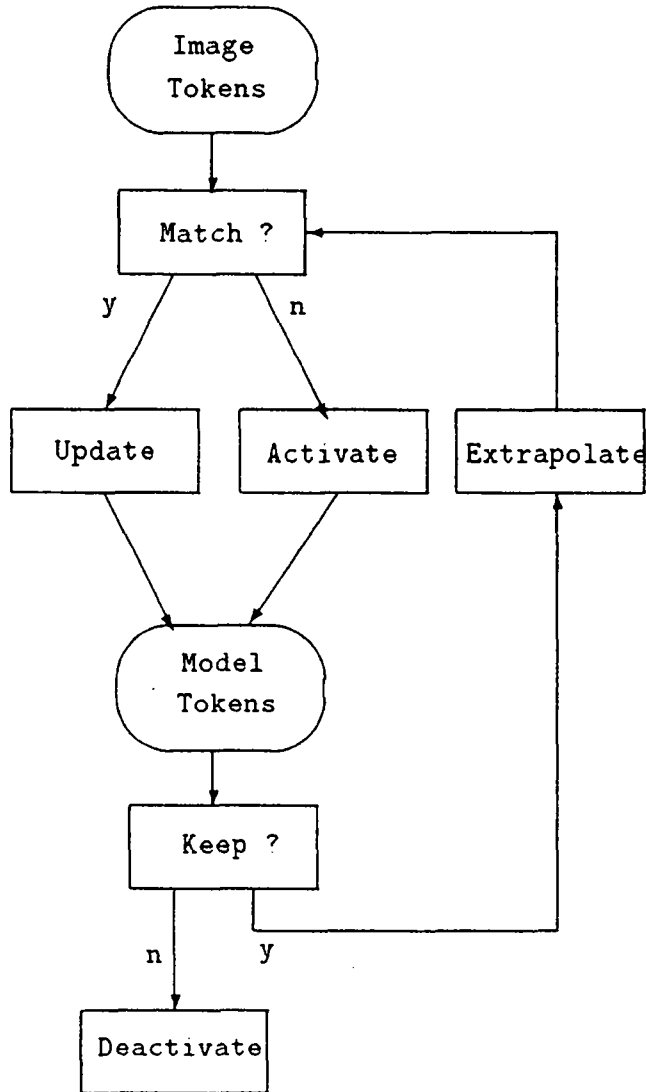 Image
Tokens
Match ?
y
n
Update
Activate
Extrapolate
Model
Tokens
Keep ?
n
y
Deactivate